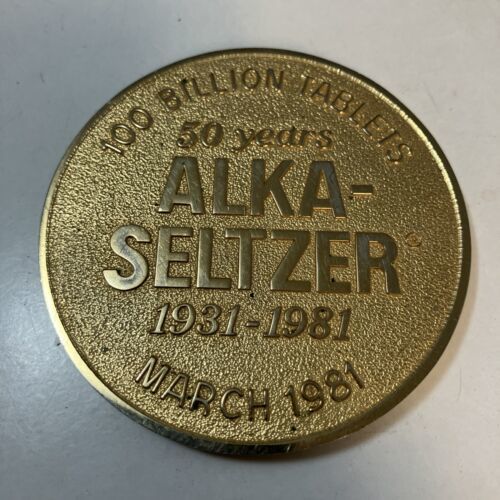 100 BILLION TABLETS
50 years
ALKA-
SELTZER®
1931-1981
MARCH 1981